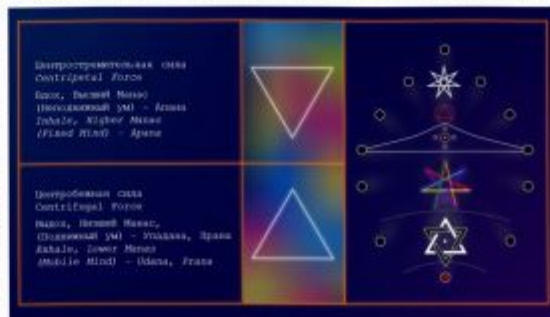 Центростремительная сила
Centripetal Force
Вдох, Высший Манас
(Неподвижный ум) - Апана
Inhale, Higher Manas
(Fixed Mind) - Apana
Центробежная сила
Centrifugal Force
Выдох, Низший Манас,
(Подвижный ум) - Упадана, Прана
Exhale, Lower Manas
(Mobile Mind) - Udana, Prana